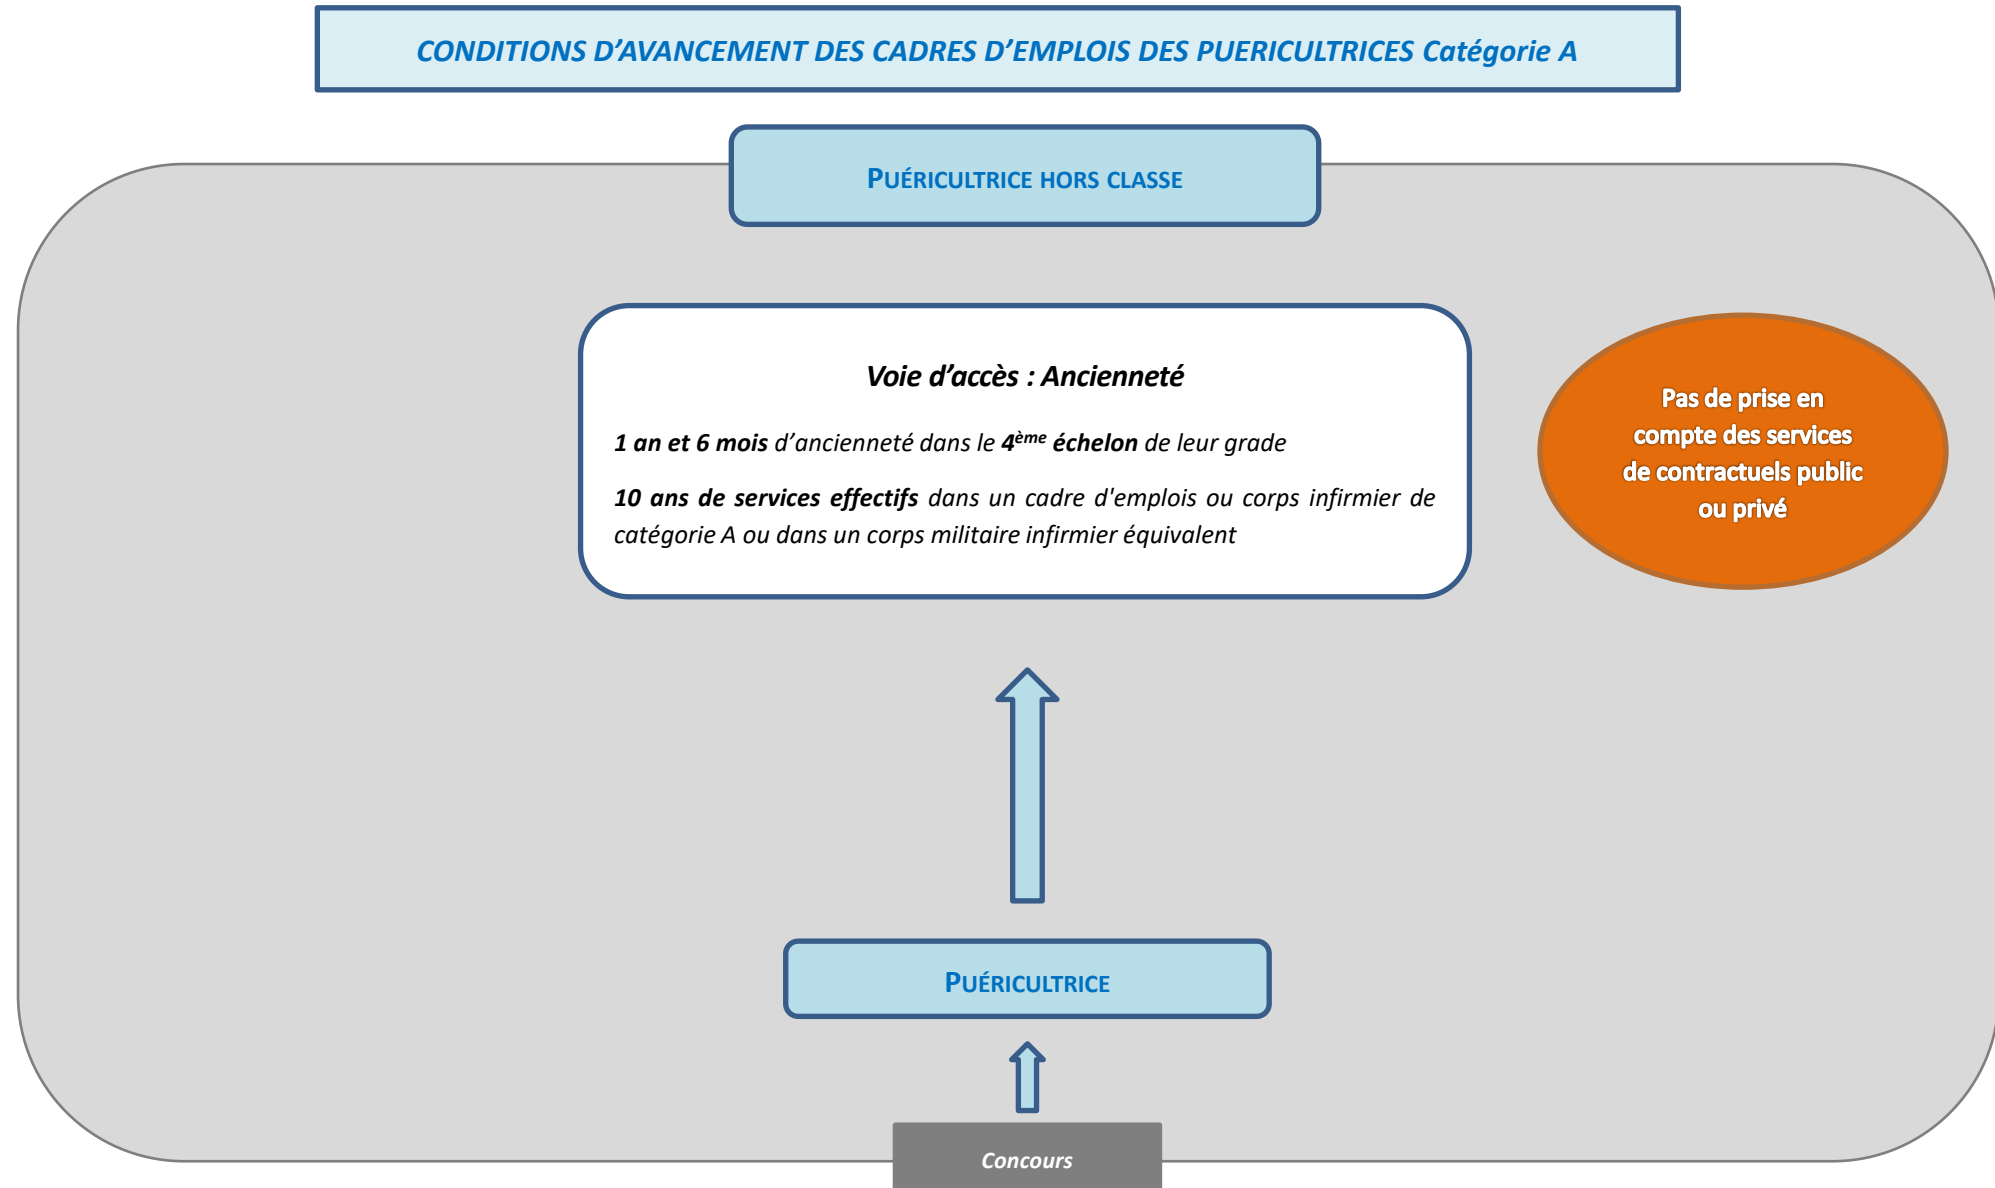 CONDITIONS D’AVANCEMENT DES CADRES D’EMPLOIS DES PUERICULTRICES Catégorie A
PUÉRICULTRICE HORS CLASSE
Voie d’accès : Ancienneté
1 an et 6 mois d’ancienneté dans le 4ème échelon de leur grade
10 ans de services effectifs dans un cadre d'emplois ou corps infirmier de
catégorie A ou dans un corps militaire infirmier équivalent
Pas de prise en
compte des services
de contractuels public
ou privé
PUÉRICULTRICE
Concours